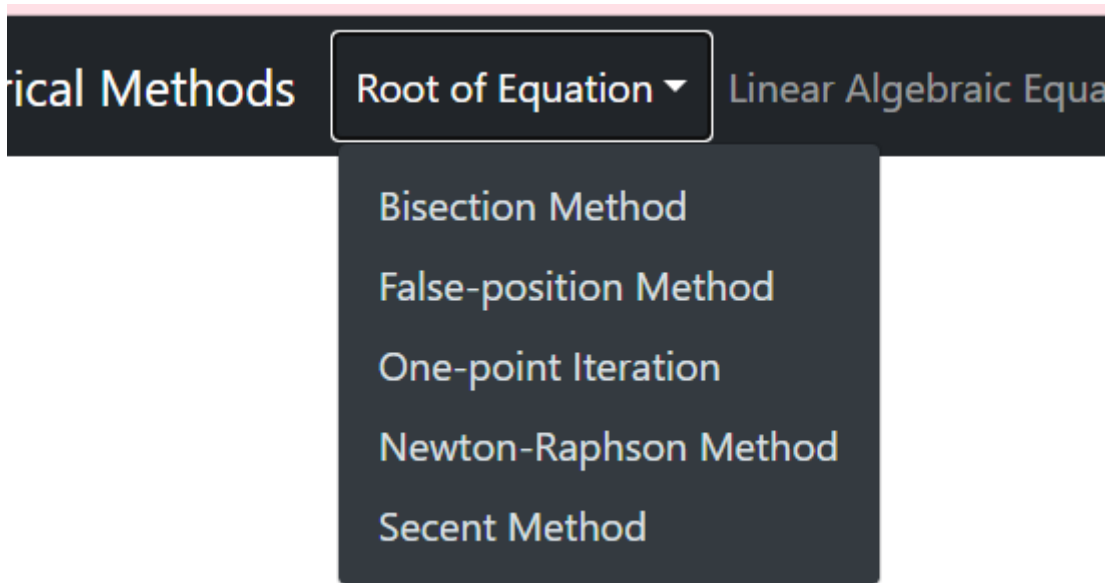 rical Methods Root of Equation Linear Algebraic Equa
Bisection Method
False-position Method
One-point Iteration
Newton-Raphson Method
Secent Method